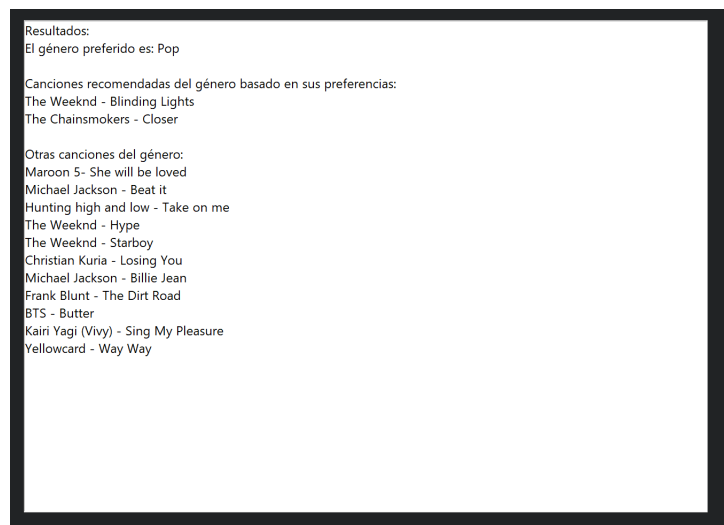 Resultados:
El género preferido es: Pop
Canciones recomendadas del género basado en sus preferencias:
The Weeknd - Blinding Lights
The Chainsmokers - Closer
Otras canciones del género:
Maroon 5- She will be loved
Michael Jackson - Beat it
Hunting high and low - Take on me
The Weeknd - Hype
The Weeknd - Starboy
Christian Kuria - Losing You
Michael Jackson - Billie Jean
Frank Blunt - The Dirt Road
BTS - Butter
Kairi Yagi (Vivy) - Sing My Pleasure
Yellowcard - Way Way